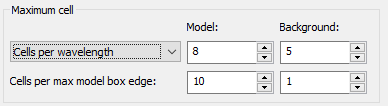 Maximum cell
Model: Background:
Cells per wavelength 8 5
Cells per max model box edge: 10 1